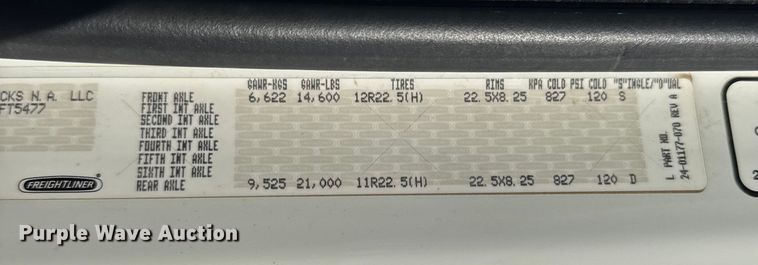 GAWR-KGS GAWR-LBS TIRES RIMS KPA COLD PSI COLD "S"INGLE/"D"UAL
CKS N.A. LLC FRONT AXLE 6,622 14,600 12R22.5(H) 22.5X8.25 827 120 S
FT5477 FIRST INT AXLE
SECOND INT AXLE
THIRD INT AXLE
FOURTH INT AXLE
FIFTH INT AXLE
SIXTH INT AXLE
FREIGHTLINER REAR AXLE 9,525 21,000 11R22.5(H) 22.5X8.25 827 120 D
L PART NO.
24-01177-070 REV A
Purple Wave Auction